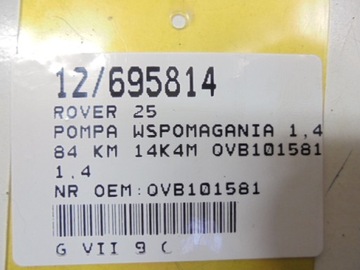 12/695814
ROVER 25
POMPA WSPOMAGANIA 1,4
84 KM 14K4M OVB101581
1,4
NR OEM:OVB101581
G VII 9 C